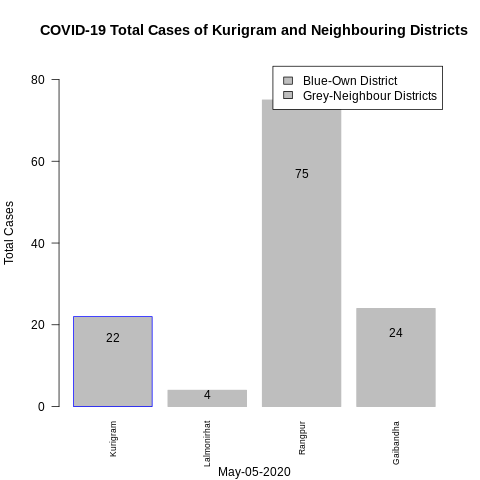 COVID-19 Total Cases of Kurigram and Neighbouring Districts
Blue-Own District
Grey-Neighbour Districts
Total Cases
80
60
40
20
0
22
4
75
24
Kurigram
Lalmonirhat
Rangpur
Gaibandha
May-05-2020